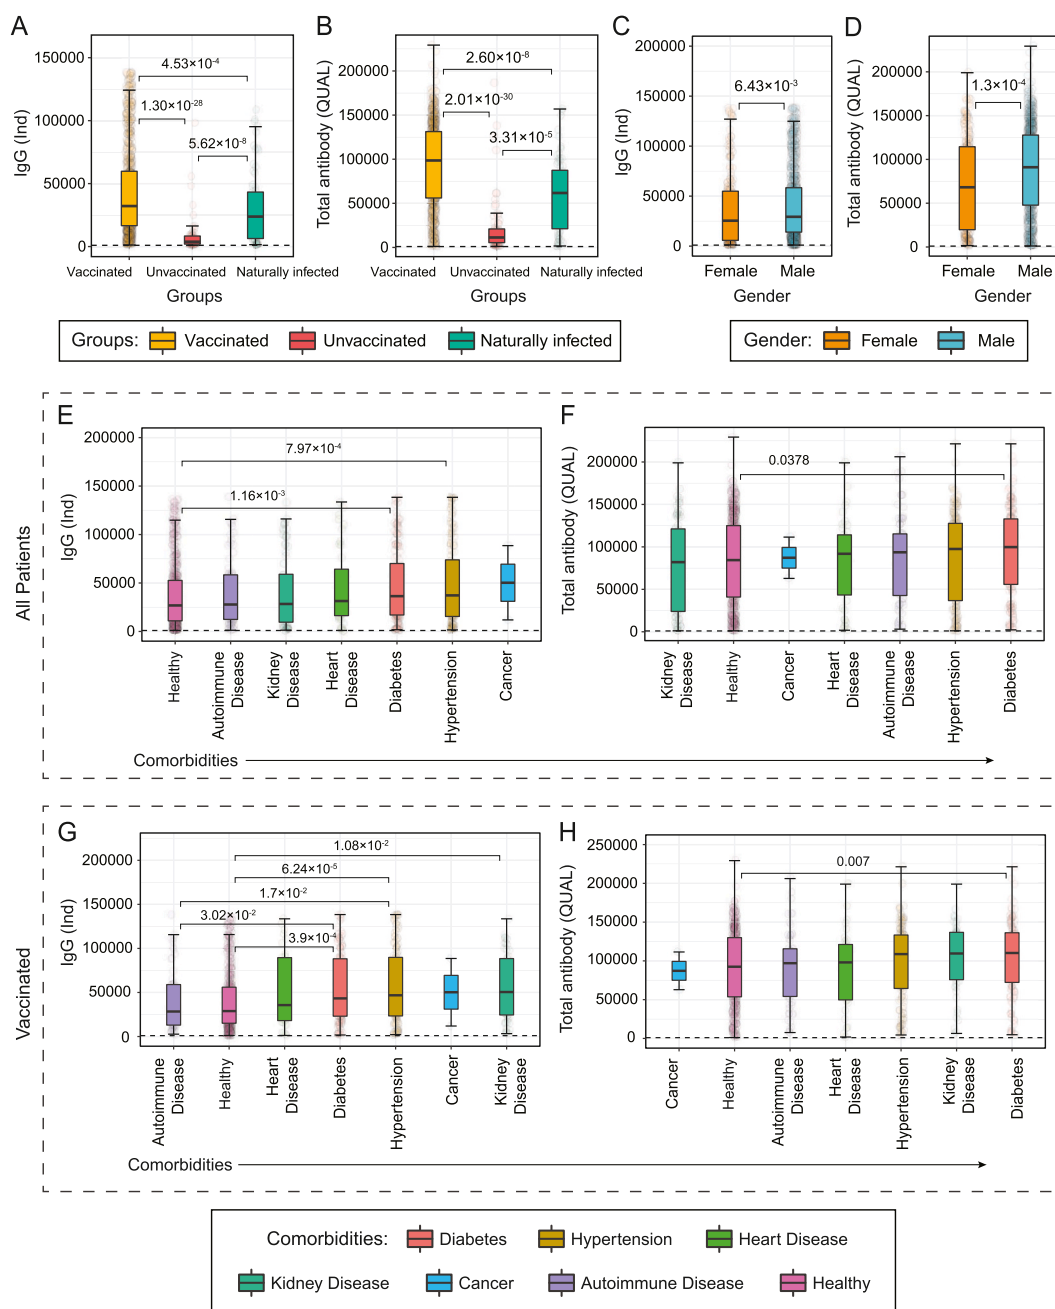 A
IgG (Ind)
150000
100000
50000
0
4.53×10-4
1.30×10-28
5.62×10-8
Vaccinated Unvaccinated Naturally infected
Groups
B
Total antibody (QUAL)
200000
150000
100000
50000
0
2.60×10-8
2.01×10-30
3.31×10-5
Vaccinated Unvaccinated Naturally infected
Groups
C
IgG (Ind)
200000
150000
100000
50000
0
6.43×10-3
Female Male
Gender
D
Total antibody (QUAL)
200000
150000
100000
50000
0
1.3×10-4
Female Male
Gender
Groups: Vaccinated Unvaccinated Naturally infected
Gender: Female Male
All Patients
E
IgG (Ind)
200000
150000
100000
50000
0
7.97×10-4
1.16×10-3
Healthy
Autoimmune
Disease
Kidney
Disease
Heart
Disease
Diabetes
Hypertension
Cancer
F
Total antibody (QUAL)
200000
150000
100000
50000
0
0.0378
Kidney
Disease
Healthy
Cancer
Heart
Disease
Autoimmune
Disease
Hypertension
Diabetes
Comorbidities
Vaccinated
G
IgG (Ind)
200000
150000
100000
50000
0
1.08×10-2
6.24×10-5
1.7×10-2
3.02×10-2
3.9×10-4
Autoimmune
Disease
Healthy
Heart
Disease
Diabetes
Hypertension
Cancer
Kidney
Disease
H
Total antibody (QUAL)
250000
200000
150000
100000
50000
0
0.007
Cancer
Healthy
Autoimmune
Disease
Heart
Disease
Hypertension
Kidney
Disease
Diabetes
Comorbidities
Comorbidities: Diabetes Hypertension Heart Disease
Kidney Disease Cancer Autoimmune Disease Healthy